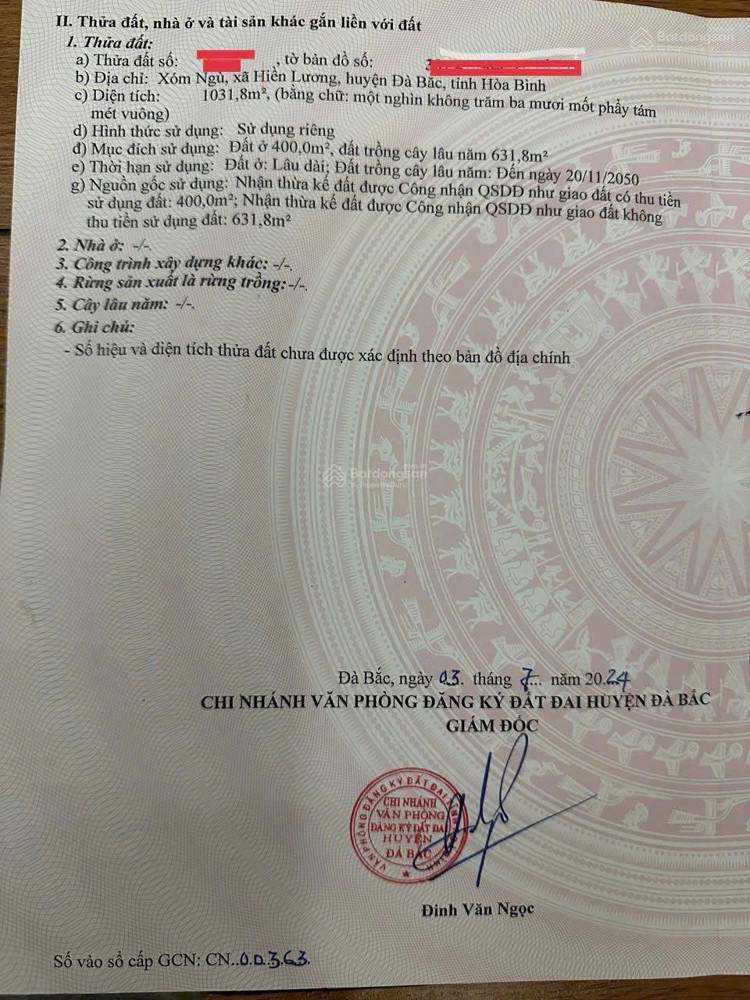 II. Thửa đất, nhà ở và tài sản khác gắn liền với đất
1. Thửa đất:
a) Thửa đất số: , tờ bản đồ số:
b) Địa chỉ: Xóm Ngù, xã Hiền Lương, huyện Đà Bắc, tỉnh Hòa Bình
c) Diện tích: 1031,8m², (bằng chữ: một nghìn không trăm ba mươi mốt phẩy tám
mét vuông)
d) Hình thức sử dụng: Sử dụng riêng
đ) Mục đích sử dụng: Đất ở 400,0m², đất trồng cây lâu năm 631,8m²
e) Thời hạn sử dụng: Đất ở: Lâu dài; Đất trồng cây lâu năm: Đến ngày 20/11/2050
g) Nguồn gốc sử dụng: Nhận thừa kế đất được Công nhận QSDĐ như giao đất có thu tiền
sử dụng đất: 400,0m²; Nhận thừa kế đất được Công nhận QSDĐ như giao đất không
thu tiền sử dụng đất: 631,8m²
2. Nhà ở: -/-.
3. Công trình xây dựng khác: -/-.
4. Rừng sản xuất là rừng trồng: -/-.
5. Cây lâu năm: -/-.
6. Ghi chú:
- Số hiệu và diện tích thửa đất chưa được xác định theo bản đồ địa chính
Batdongsan
Batdongsan
Đà Bắc, ngày 03. tháng 7... năm 2024
CHI NHÁNH VĂN PHÒNG ĐĂNG KÝ ĐẤT ĐAI HUYỆN ĐÀ BẮC
GIÁM ĐỐC
VĂN PHÒNG ĐĂNG KÝ ĐẤT ĐAI
CHI NHÁNH
VĂN PHÒNG
ĐĂNG KÝ ĐẤT ĐAI
HUYỆN
ĐÀ BẮC
Đinh Văn Ngọc
Số vào sổ cấp GCN: CN..00363.